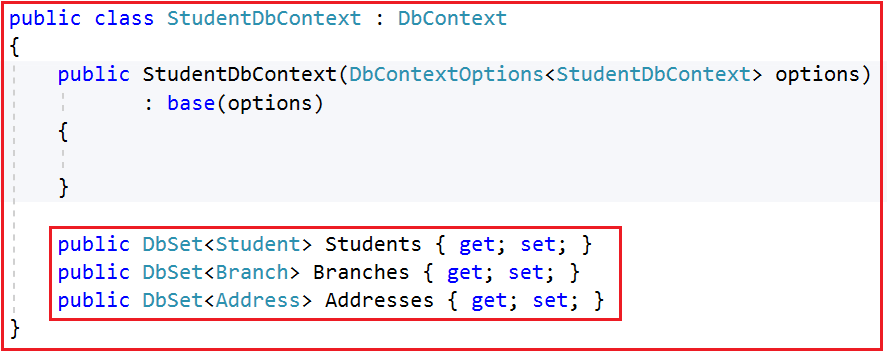 public class StudentDbContext : DbContext
{
public StudentDbContext(DbContextOptions<StudentDbContext> options)
: base(options)
{
}
public DbSet<Student> Students { get; set; }
public DbSet<Branch> Branches { get; set; }
public DbSet<Address> Addresses { get; set; }
}